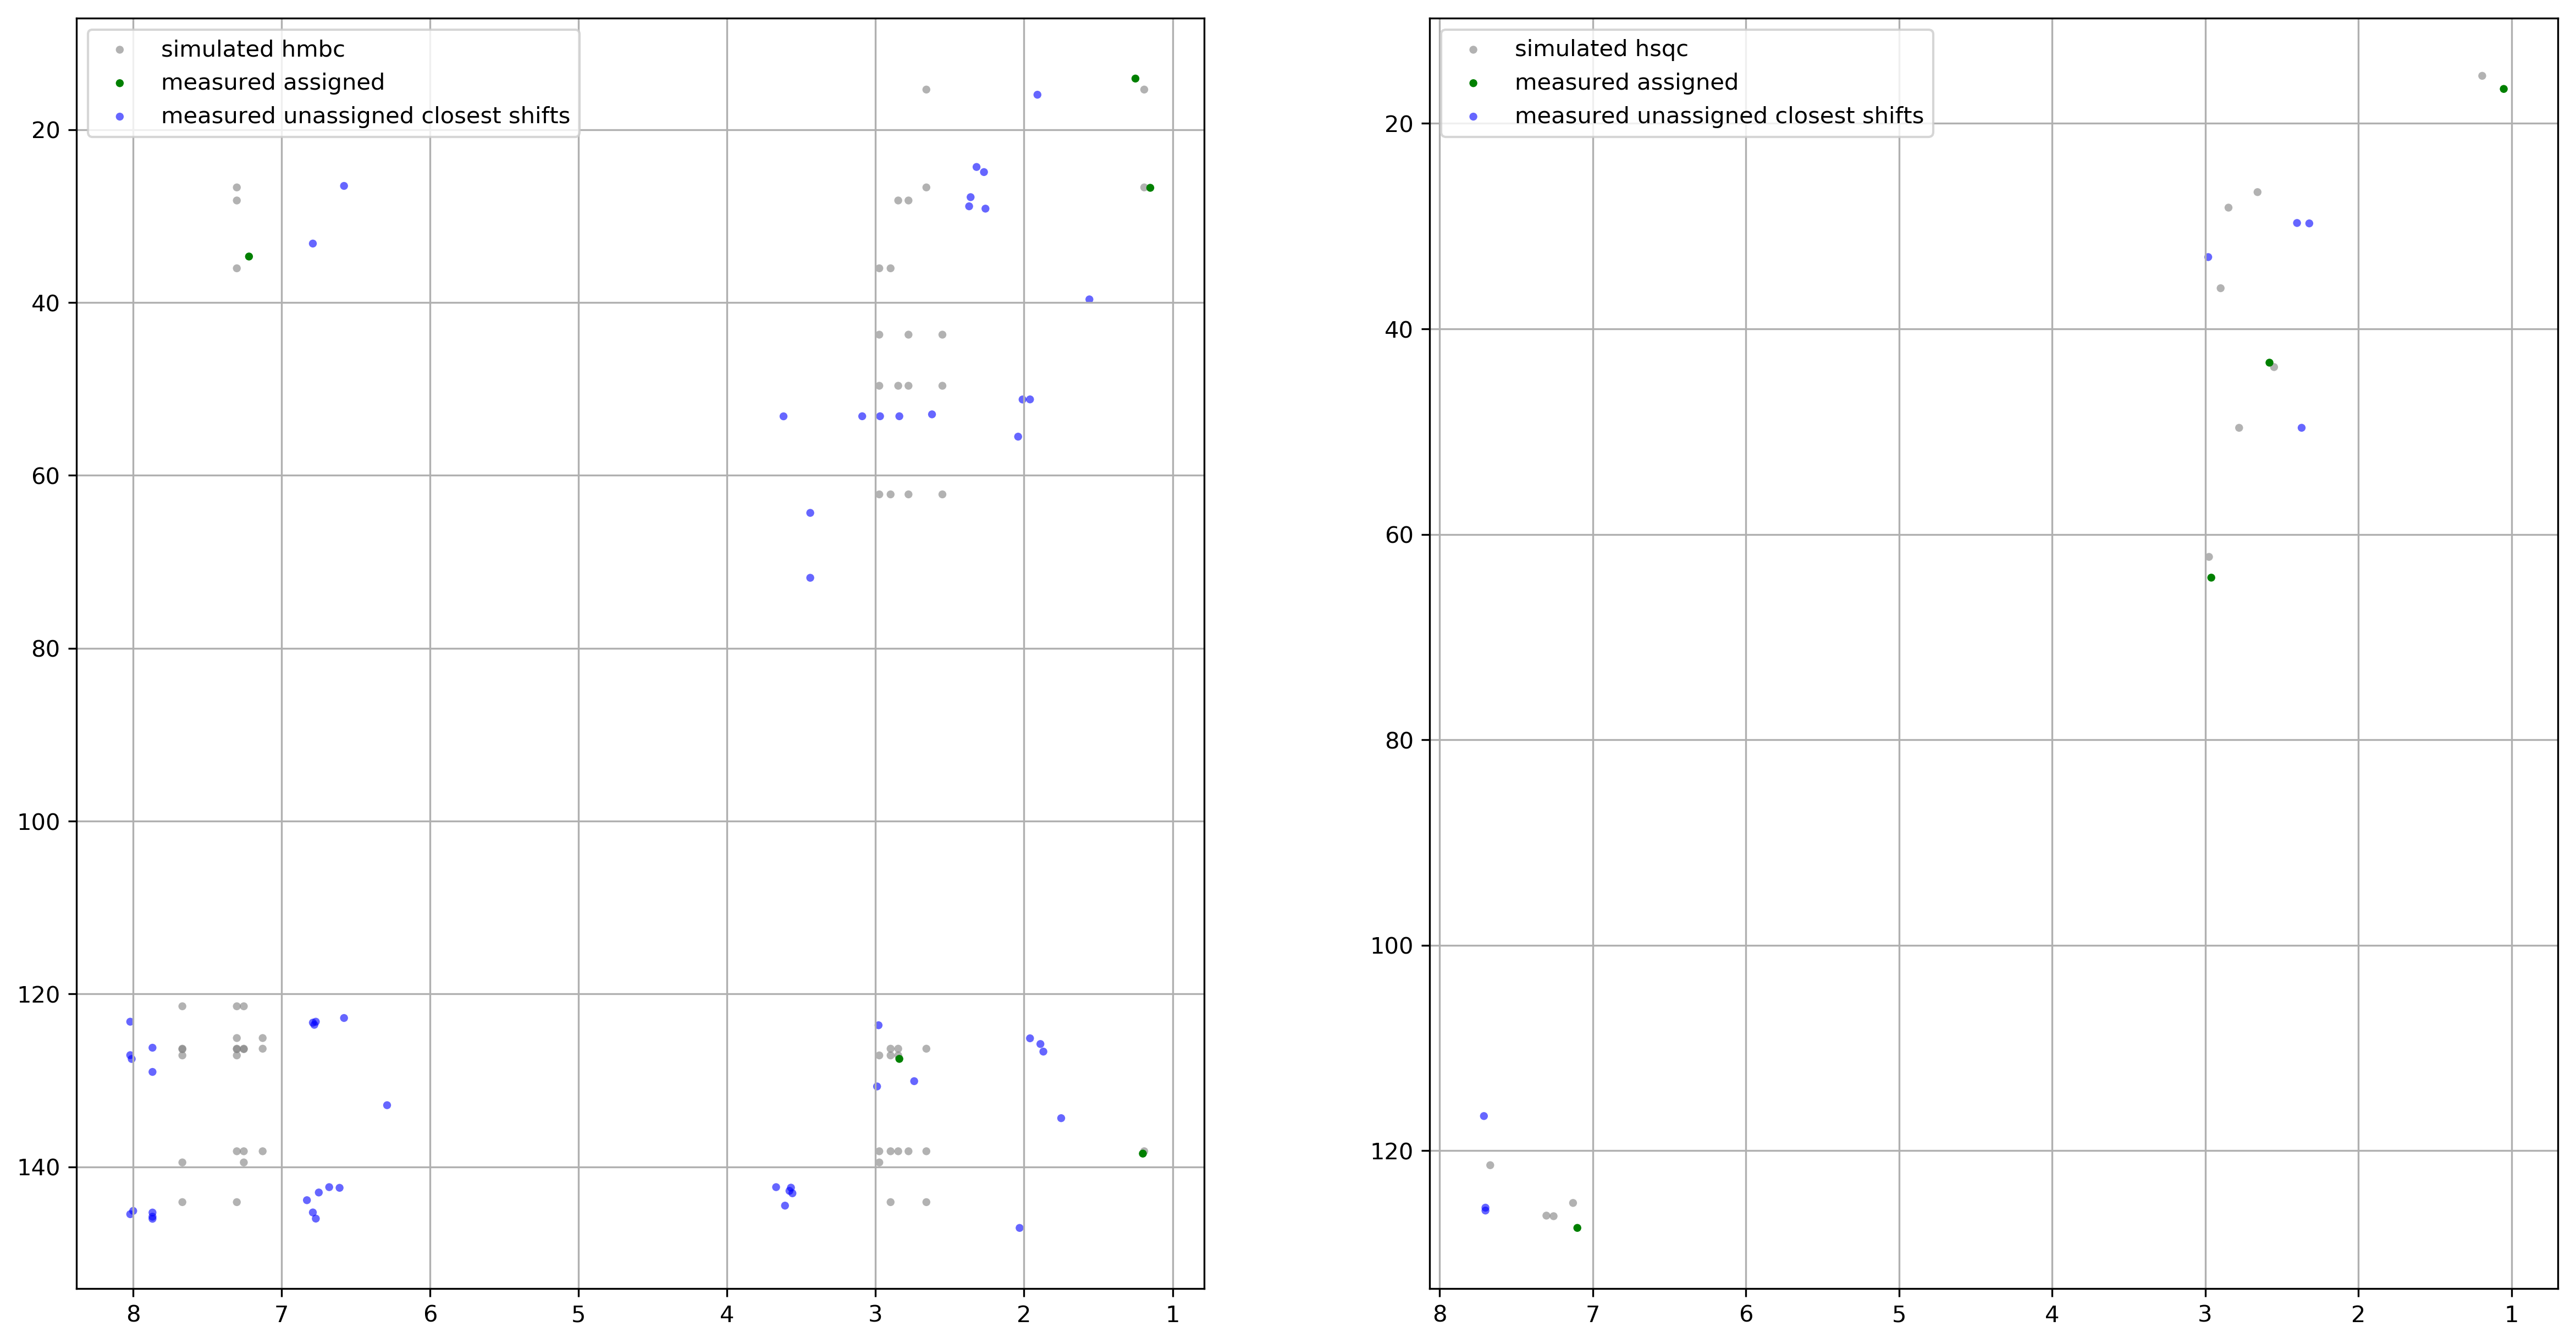 simulated hmbc
measured assigned
measured unassigned closest shifts
20
40
60
80
100
120
140
8 7 6 5 4 3 2 1
simulated hsqc
measured assigned
measured unassigned closest shifts
20
40
60
80
100
120
8 7 6 5 4 3 2 1